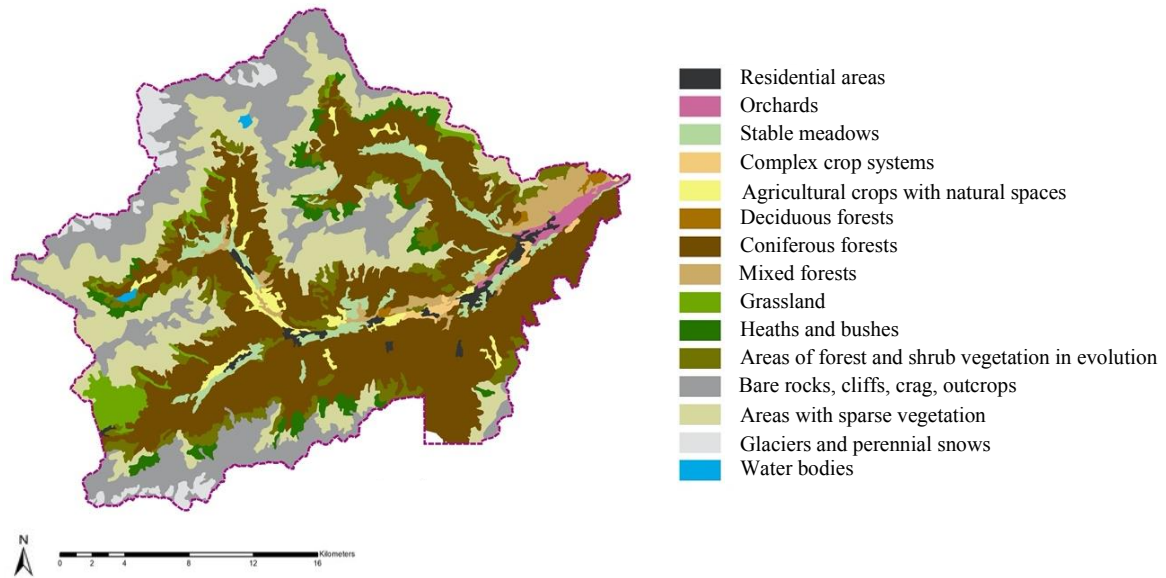 Residential areas
Orchards
Stable meadows
Complex crop systems
Agricultural crops with natural spaces
Deciduous forests
Coniferous forests
Mixed forests
Grassland
Heaths and bushes
Areas of forest and shrub vegetation in evolution
Bare rocks, cliffs, crag, outcrops
Areas with sparse vegetation
Glaciers and perennial snows
Water bodies
N
Kilometers
0 2 4 8 12 16